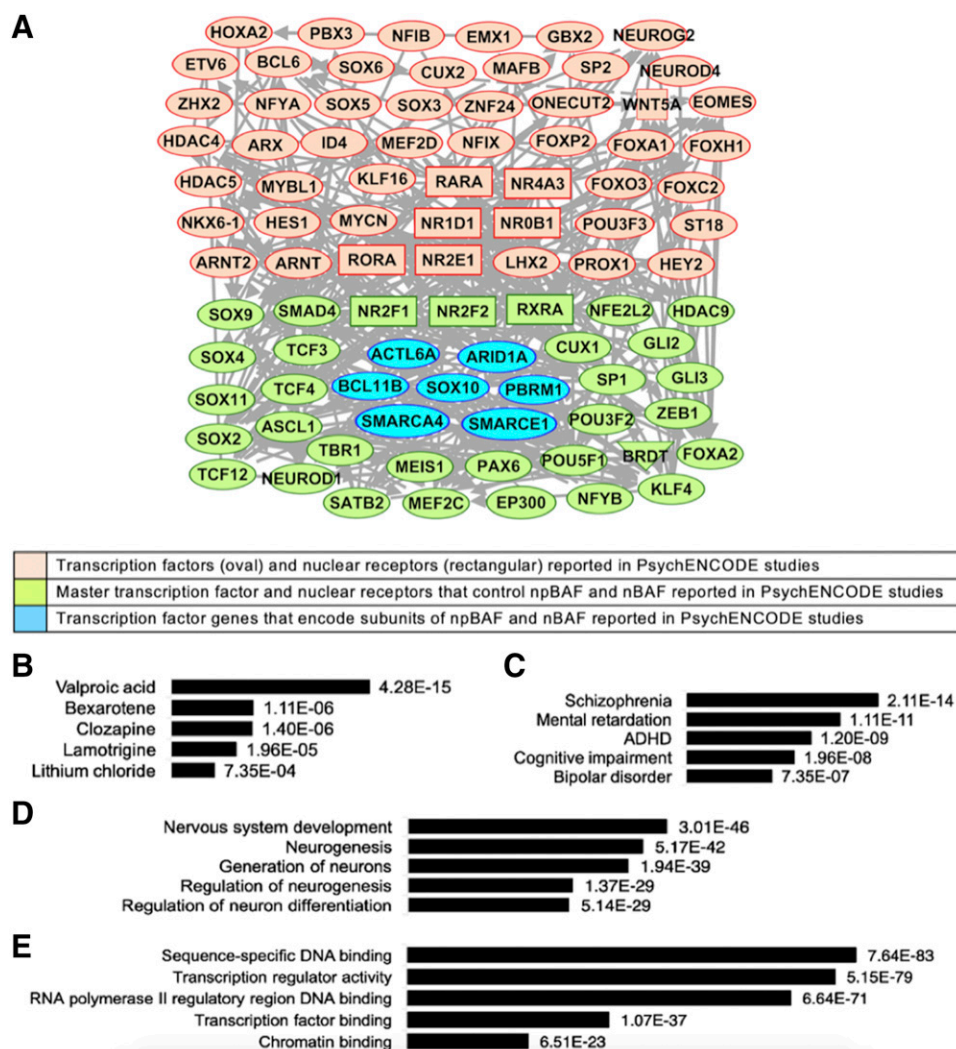 A
HOXA2 PBX3 NFIB EMX1 GBX2 NEUROG2
ETV6 BCL6 SOX6 CUX2 MAFB SP2 NEUROD4
ZHX2 NFYA SOX5 SOX3 ZNF24 ONECUT2 WNT5A EOMES
HDAC4 ARX ID4 MEF2D NFIX FOXP2 FOXA1 FOXH1
HDAC5 MYBL1 KLF16 RARA NR4A3 FOXO3 FOXC2
NKX6-1 HES1 MYCN NR1D1 NR0B1 POU3F3 ST18
ARNT2 ARNT RORA NR2E1 LHX2 PROX1 HEY2
SOX9 SMAD4 NR2F1 NR2F2 RXRA NFE2L2 HDAC9
SOX4 TCF3 ACTL6A ARID1A CUX1 GLI2
SOX11 TCF4 BCL11B SOX10 PBRM1 SP1 GLI3
SOX2 ASCL1 SMARCA4 SMARCE1 POU3F2 ZEB1
TCF12 NEUROD1 TBR1 MEIS1 PAX6 POU5F1 BRDT FOXA2
SATB2 MEF2C EP300 NFYB KLF4
Transcription factors (oval) and nuclear receptors (rectangular) reported in PsychENCODE studies
Master transcription factor and nuclear receptors that control npBAF and nBAF reported in PsychENCODE studies
Transcription factor genes that encode subunits of npBAF and nBAF reported in PsychENCODE studies
B
Valproic acid 4.28E-15
Bexarotene 1.11E-06
Clozapine 1.40E-06
Lamotrigine 1.96E-05
Lithium chloride 7.35E-04
C
Schizophrenia 2.11E-14
Mental retardation 1.11E-11
ADHD 1.20E-09
Cognitive impairment 1.96E-08
Bipolar disorder 7.35E-07
D
Nervous system development 3.01E-46
Neurogenesis 5.17E-42
Generation of neurons 1.94E-39
Regulation of neurogenesis 1.37E-29
Regulation of neuron differentiation 5.14E-29
E
Sequence-specific DNA binding 7.64E-83
Transcription regulator activity 5.15E-79
RNA polymerase II regulatory region DNA binding 6.64E-71
Transcription factor binding 1.07E-37
Chromatin binding 6.51E-23